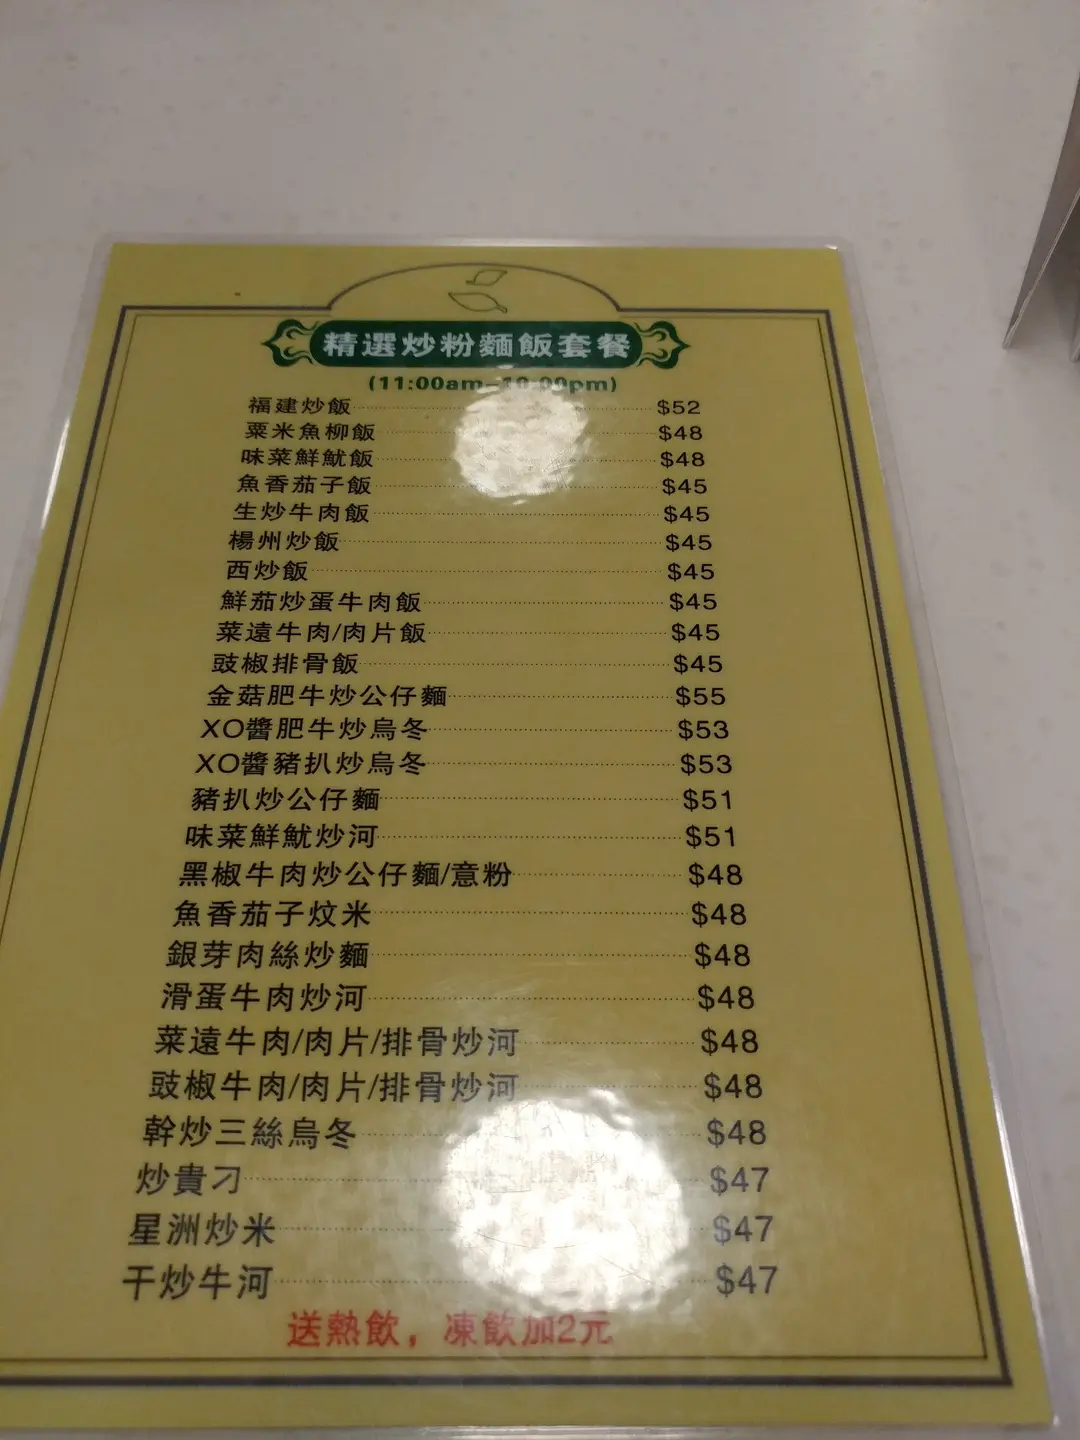 精選炒粉麵飯套餐
(11:00am-10:00pm)
福建炒飯 $52
粟米魚柳飯 $48
味菜鮮魷飯 $48
魚香茄子飯 $45
生炒牛肉飯 $45
楊州炒飯 $45
西炒飯 $45
鮮茄炒蛋牛肉飯 $45
菜遠牛肉/肉片飯 $45
豉椒排骨飯 $45
金菇肥牛炒公仔麵 $55
XO醬肥牛炒烏冬 $53
XO醬豬扒炒烏冬 $53
豬扒炒公仔麵 $51
味菜鮮魷炒河 $51
黑椒牛肉炒公仔麵/意粉 $48
魚香茄子炆米 $48
銀芽肉絲炒麵 $48
滑蛋牛肉炒河 $48
菜遠牛肉/肉片/排骨炒河 $48
豉椒牛肉/肉片/排骨炒河 $48
幹炒三絲烏冬 $48
炒貴刁 $47
星洲炒米 $47
干炒牛河 $47
送熱飲，凍飲加2元